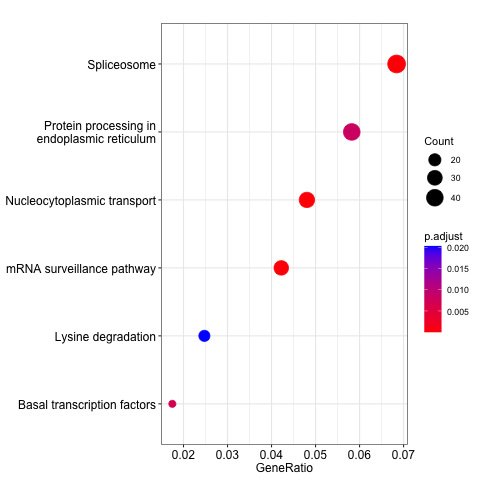 Spliceosome
Protein processing in
endoplasmic reticulum
Nucleocytoplasmic transport
mRNA surveillance pathway
Lysine degradation
Basal transcription factors
0.02 0.03 0.04 0.05 0.06 0.07
GeneRatio
Count
20
30
40
p.adjust
0.020
0.015
0.010
0.005